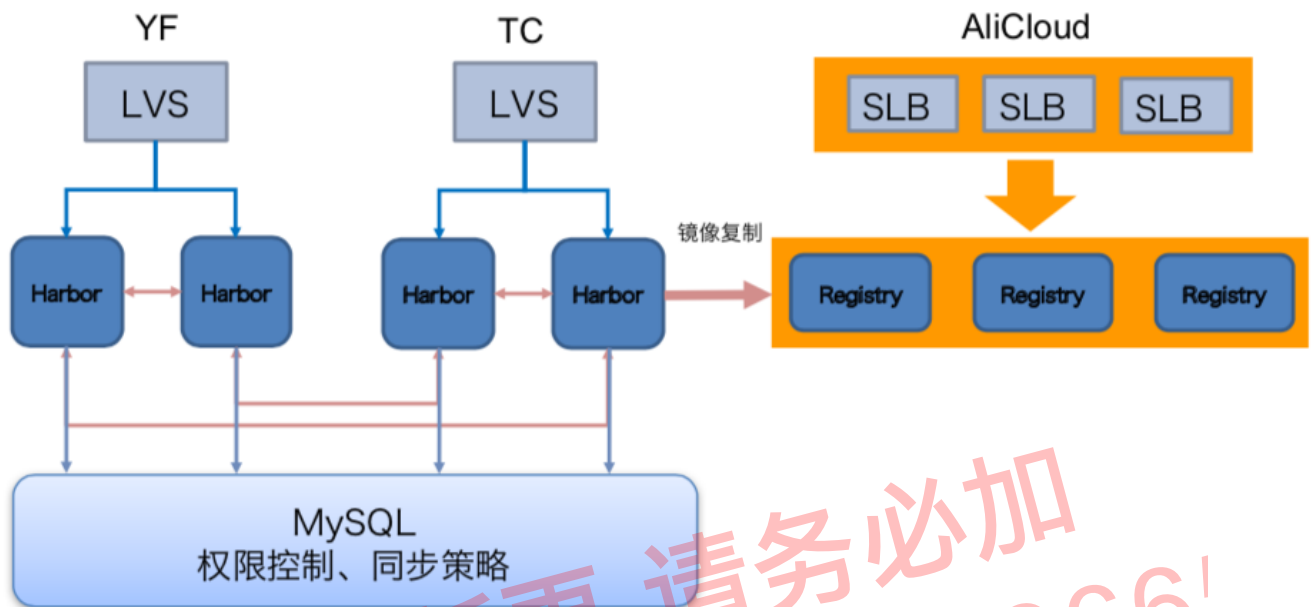 YF
TC
AliCloud
LVS
LVS
SLB
SLB
SLB
镜像复制
Harbor
Harbor
Harbor
Harbor
Registry
Registry
Registry
MySQL
权限控制、同步策略
请务必加